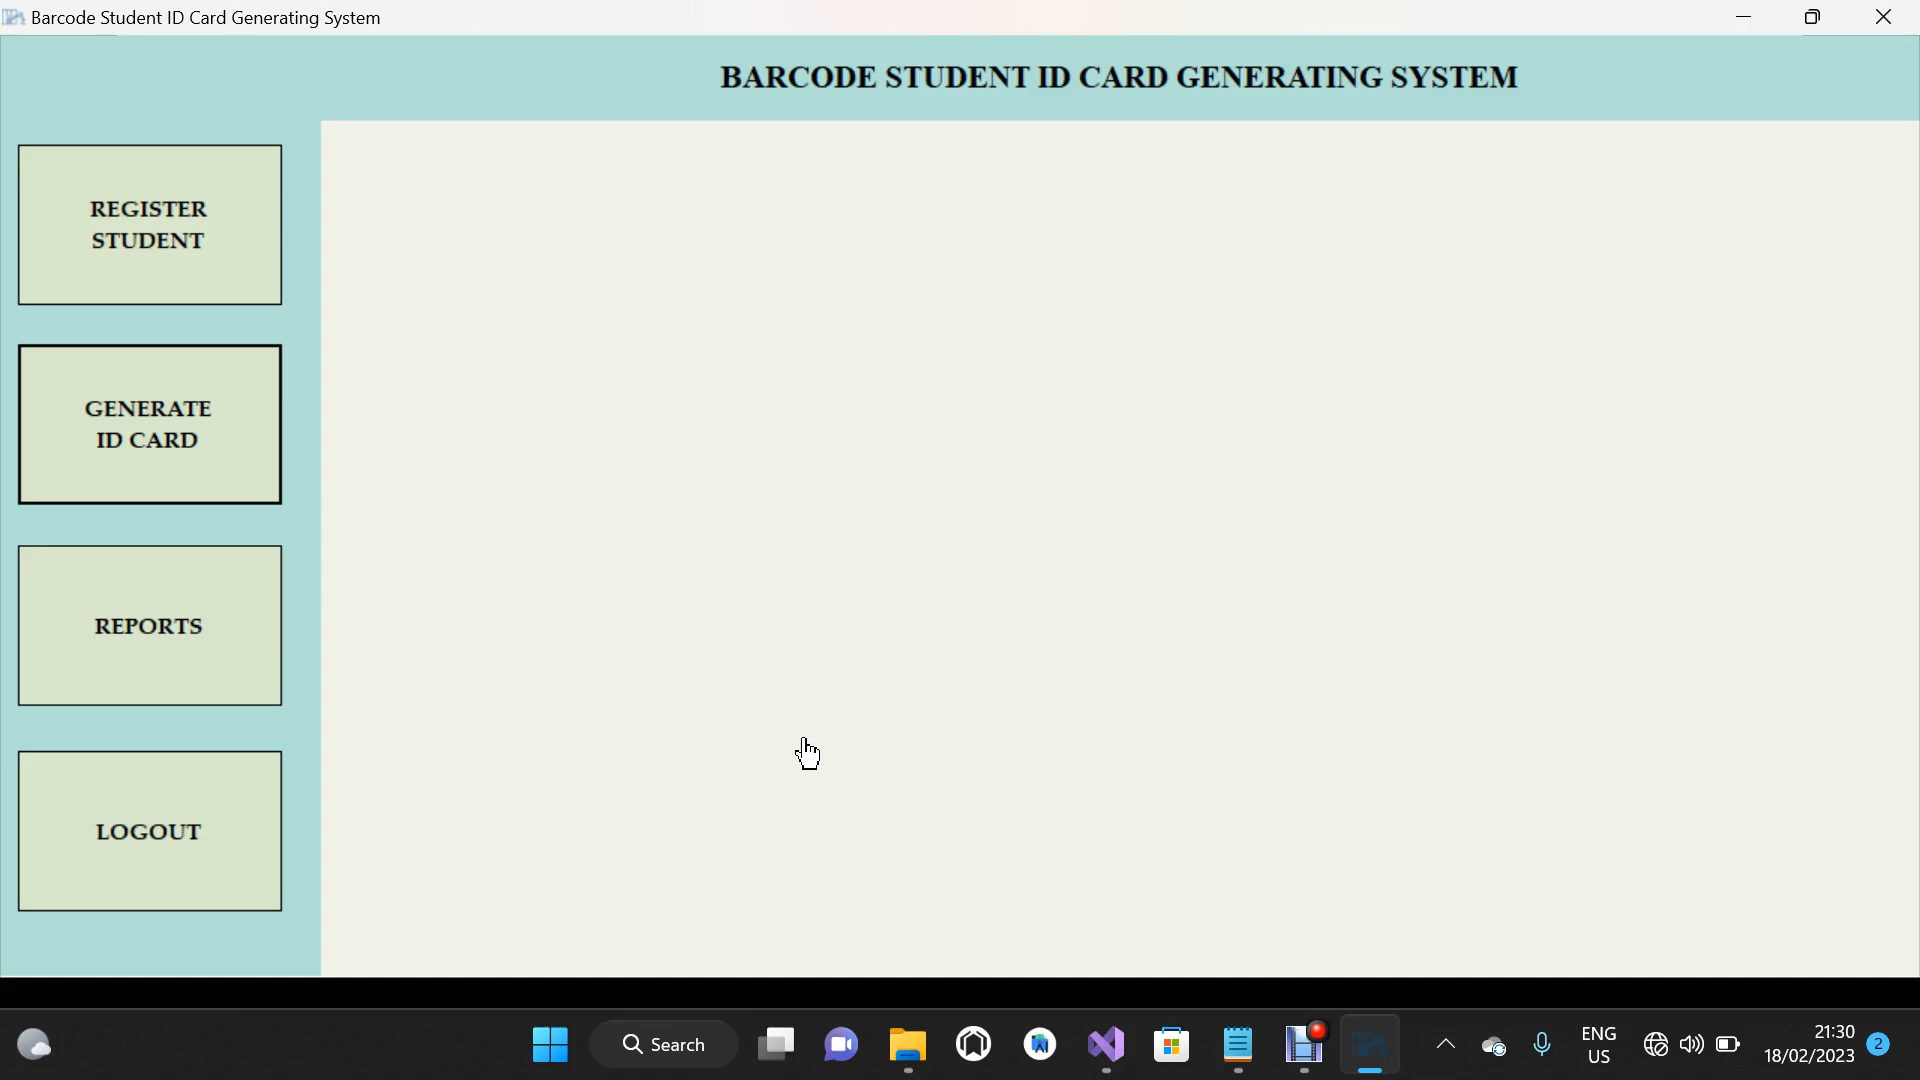 Barcode Student ID Card Generating System
BARCODE STUDENT ID CARD GENERATING SYSTEM
REGISTER
STUDENT
GENERATE
ID CARD
REPORTS
LOGOUT
Search
ENG
US
21:30
18/02/2023
2